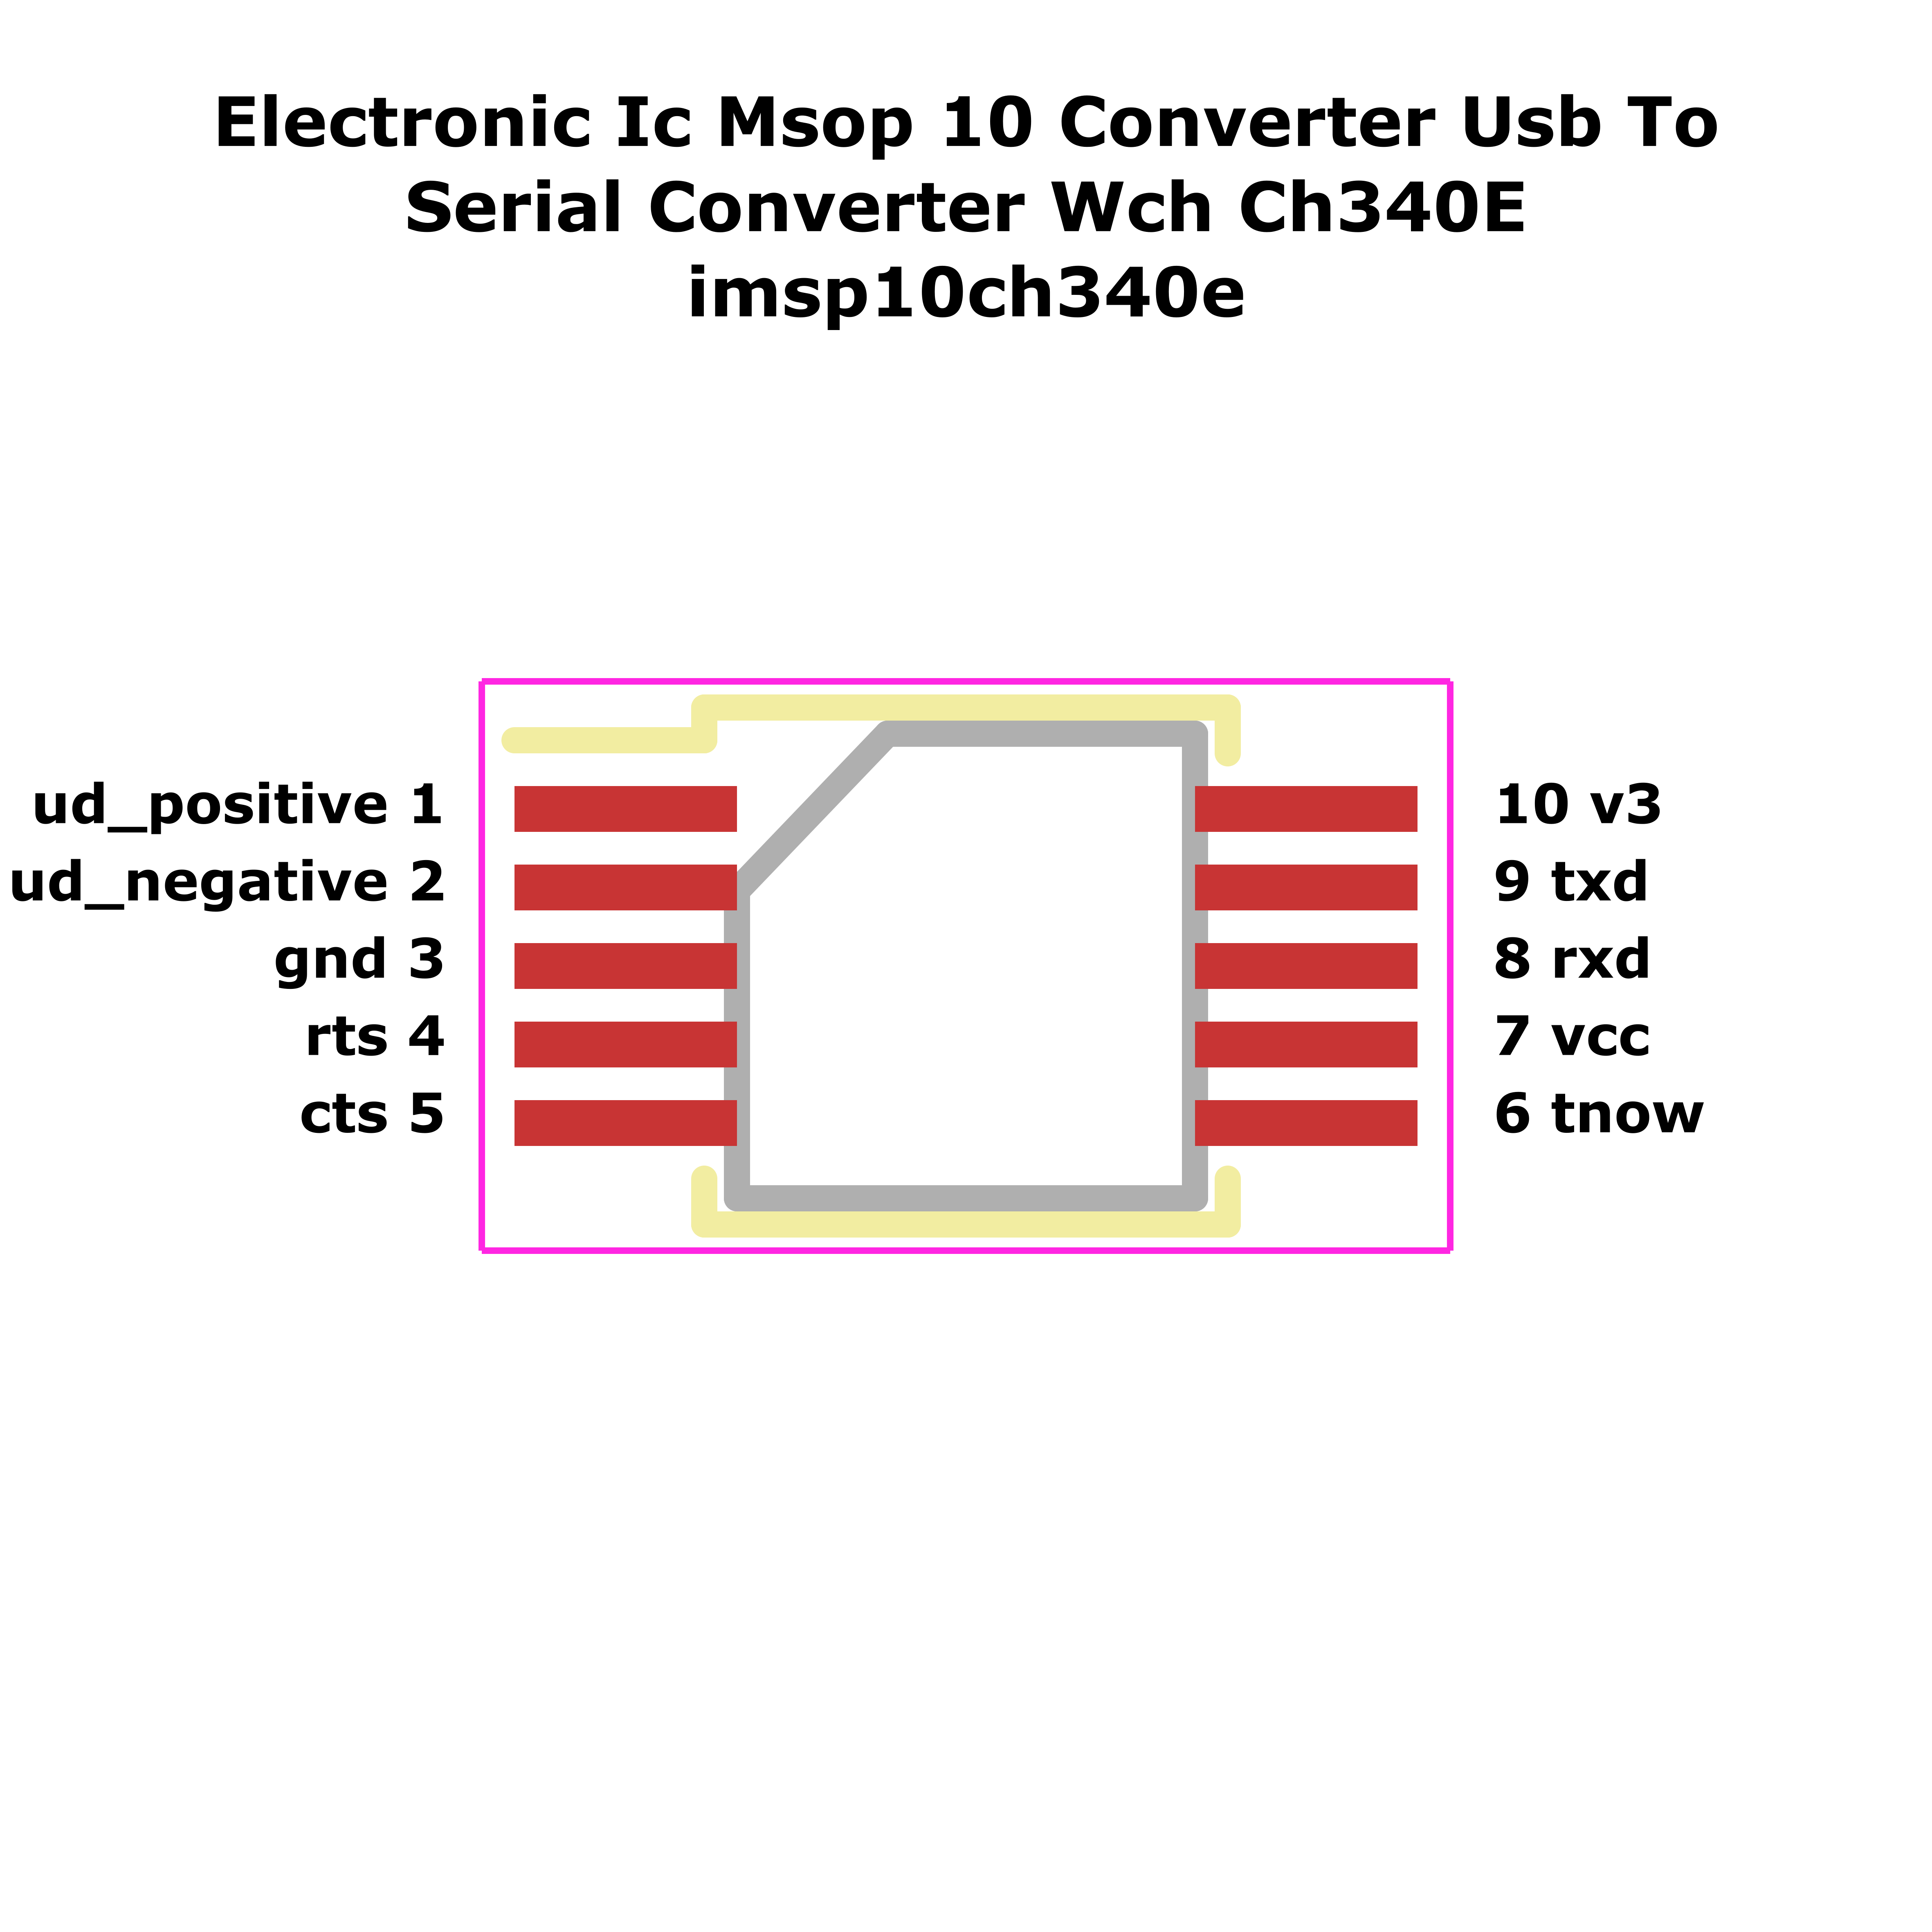 Electronic Ic Msop 10 Converter Usb To
Serial Converter Wch Ch340E
imsp10ch340e
ud_positive 1
10 v3
ud_negative 2
9 txd
gnd 3
8 rxd
rts 4
7 vcc
cts 5
6 tnow